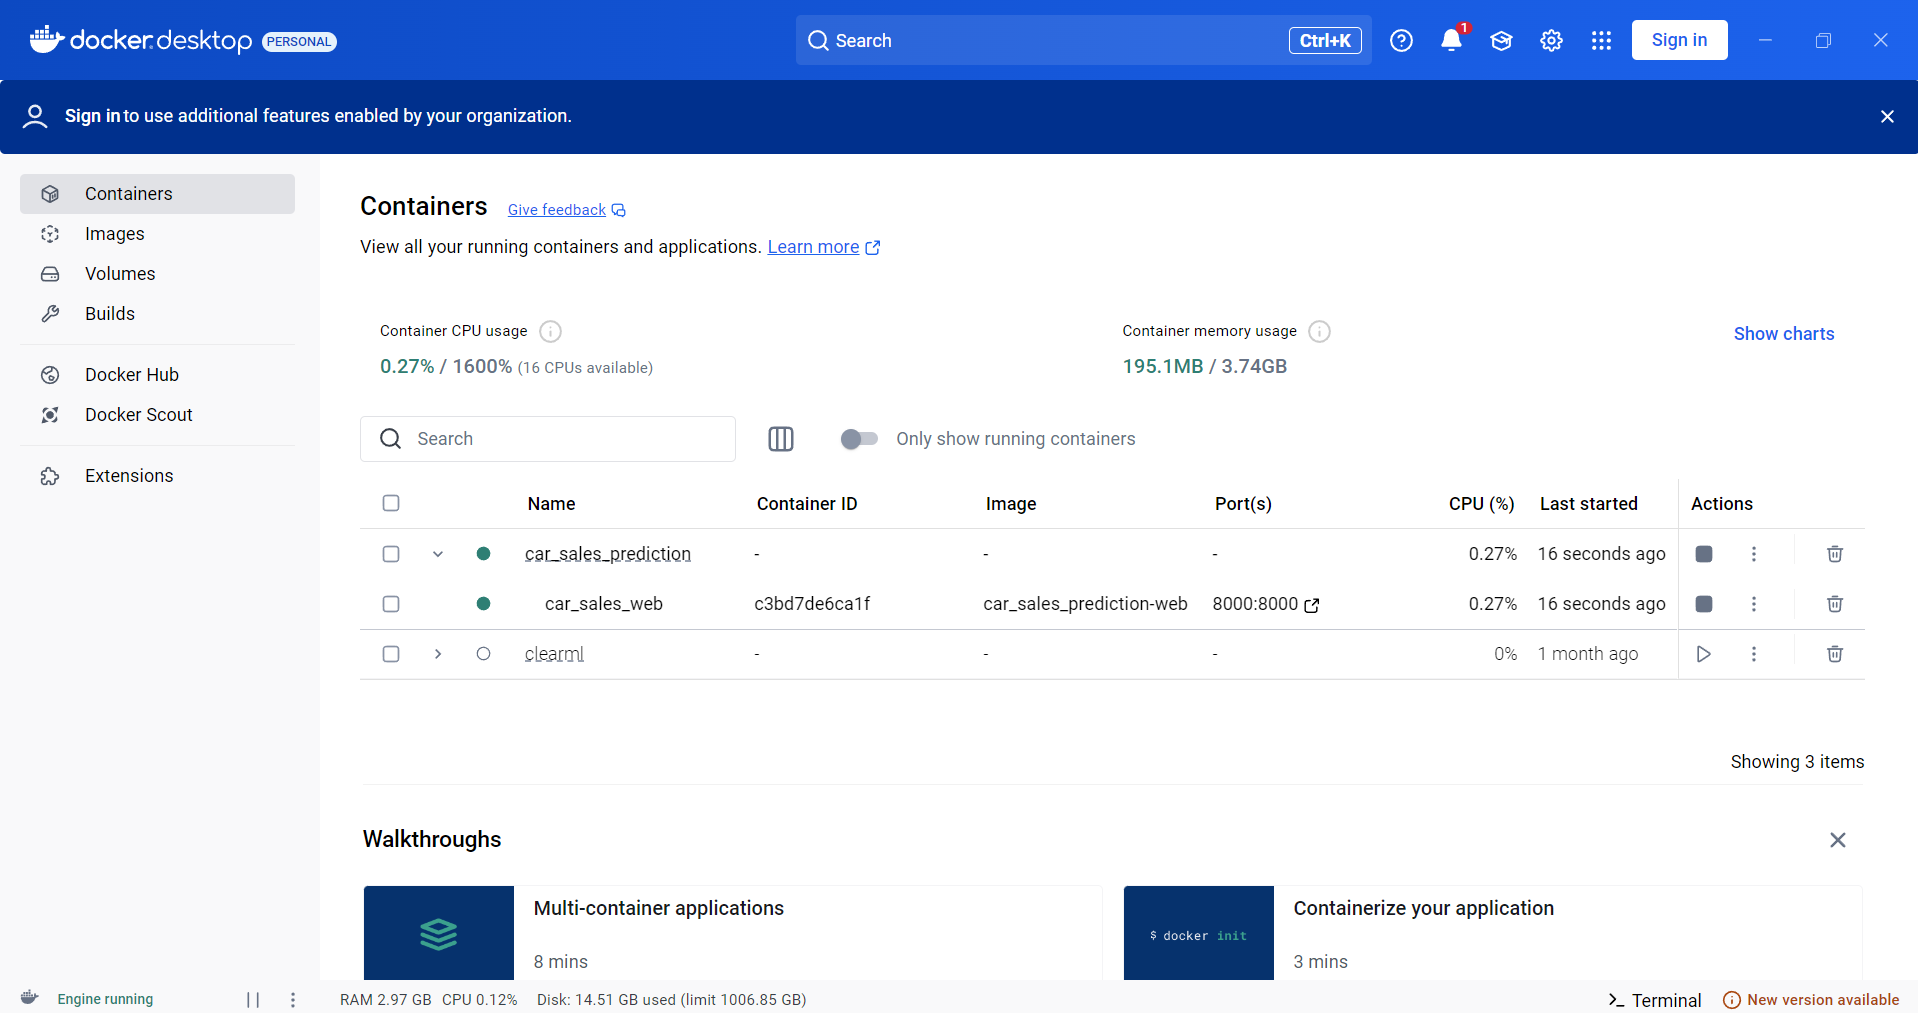 docker desktop PERSONAL
Search Ctrl+K
1
Sign in
Sign in to use additional features enabled by your organization.
Containers
Images
Volumes
Builds
Docker Hub
Docker Scout
Extensions
Containers Give feedback
View all your running containers and applications. Learn more
Container CPU usage
0.27% / 1600% (16 CPUs available)
Container memory usage
195.1MB / 3.74GB
Show charts
Search
Only show running containers
Name Container ID Image Port(s) CPU (%) Last started Actions
car_sales_prediction - - - 0.27% 16 seconds ago
car_sales_web c3bd7de6ca1f car_sales_prediction-web 8000:8000 0.27% 16 seconds ago
clearml - - - 0% 1 month ago
Showing 3 items
Walkthroughs
Multi-container applications
8 mins
$ docker init
Containerize your application
3 mins
Engine running
RAM 2.97 GB CPU 0.12% Disk: 14.51 GB used (limit 1006.85 GB)
Terminal
New version available